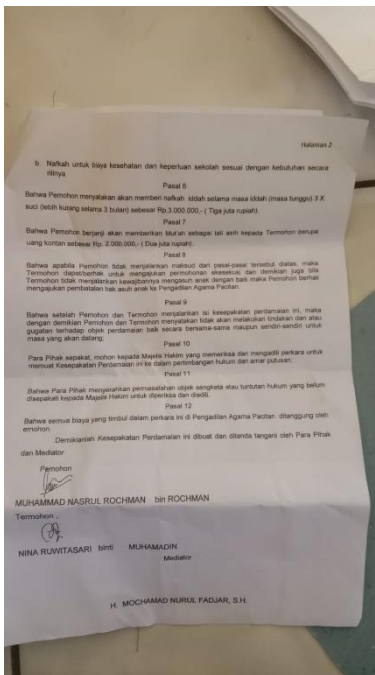 Halaman 2
b. Nafkah untuk biaya kesehatan dan keperluan sekolah sesuai dengan kebutuhan secara
riilnya.
Pasal 6
Bahwa Pemohon menyatakan akan memberi nafkah iddah selama masa iddah (masa tunggu) 3 X
suci (lebih kurang selama 3 bulan) sebesar Rp.3.000.000,- ( Tiga juta rupiah).
Pasal 7
Bahwa Pemohon berjanji akan memberikan Mut'ah sebagai tali asih kepada Termohon berupa
uang kontan sebesar Rp. 2.000.000,- ( Dua juta rupiah).
Pasal 8
Bahwa apabila Pemohon tidak menjalankan maksud dari pasal-pasal tersebut diatas, maka
Termohon dapat/berhak untuk mengajukan permohonan eksekusi dan demikian juga bila
Termohon tidak menjalankan kewajibannya mengasuh anak dengan baik maka Pemohon berhak
mengajukan pembatalan hak asuh anak ke Pengadilan Agama Pacitan.
Pasal 9
Bahwa setelah Pemohon dan Termohon menjalankan isi kesepakatan perdamaian ini, maka
dengan demikian Pemohon dan Termohon menyatakan tidak akan melakukan tindakan dan atau
gugatan terhadap objek perdamaian baik secara bersama-sama maupun sendiri-sendiri untuk
masa yang akan datang;
Pasal 10
Para Pihak sepakat, mohon kepada Majelis Hakim yang memeriksa dan mengadili perkara untuk
memuat Kesepakatan Perdamaian ini ke dalam pertimbangan hukum dan amar putusan;
Pasal 11
Bahwa Para Pihak menyerahkan permasalahan objek sengketa atau tuntutan hukum yang belum
disepakati kepada Majelis Hakim untuk diperiksa dan diadili.
Pasal 12
Bahwa semua biaya yang timbul dalam perkara ini di Pengadilan Agama Pacitan ditanggung oleh
emohon.
Demikianlah Kesepakatan Perdamaian ini dibuat dan ditanda tangani oleh Para Pihak
dan Mediator
Pemohon
MUHAMMAD NASRUL ROCHMAN bin ROCHMAN
Termohon .
NINA RUWITASARI binti MUHAMADIN
Mediator
H. MOCHAMAD NURUL FADJAR, S.H.